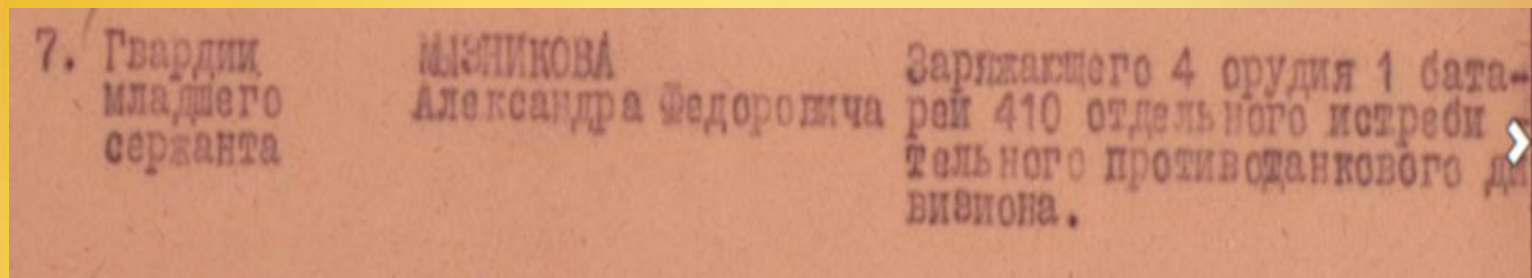 7. Гвардии
младшего
сержанта
МЫЗНИКОВА
Александра Федоровича
Заряжающего 4 орудия 1 бата-
рей 410 отдельного истреби
тельного противотанкового ди
визиона.